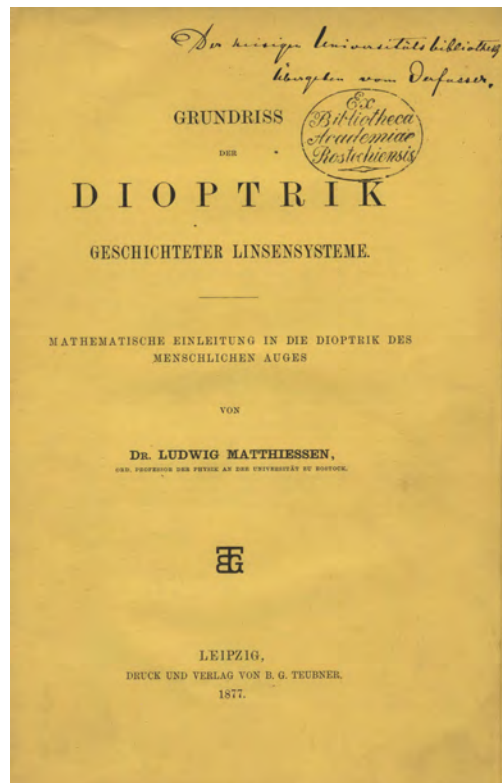 Der hiesigen Universitätsbibliothek
übergeben vom Verfasser.
Ex
Bibliotheca
Academiae
Rostochiensis
GRUNDRISS
DER
DIOPTRIK
GESCHICHTETER LINSENSYSTEME.
MATHEMATISCHE EINLEITUNG IN DIE DIOPTRIK DES
MENSCHLICHEN AUGES
VON
DR. LUDWIG MATTHIESSEN,
ORD. PROFESSOR DER PHYSIK AN DER UNIVERSITÄT ZU ROSTOCK.
BGT
LEIPZIG,
DRUCK UND VERLAG VON B. G. TEUBNER.
1877.